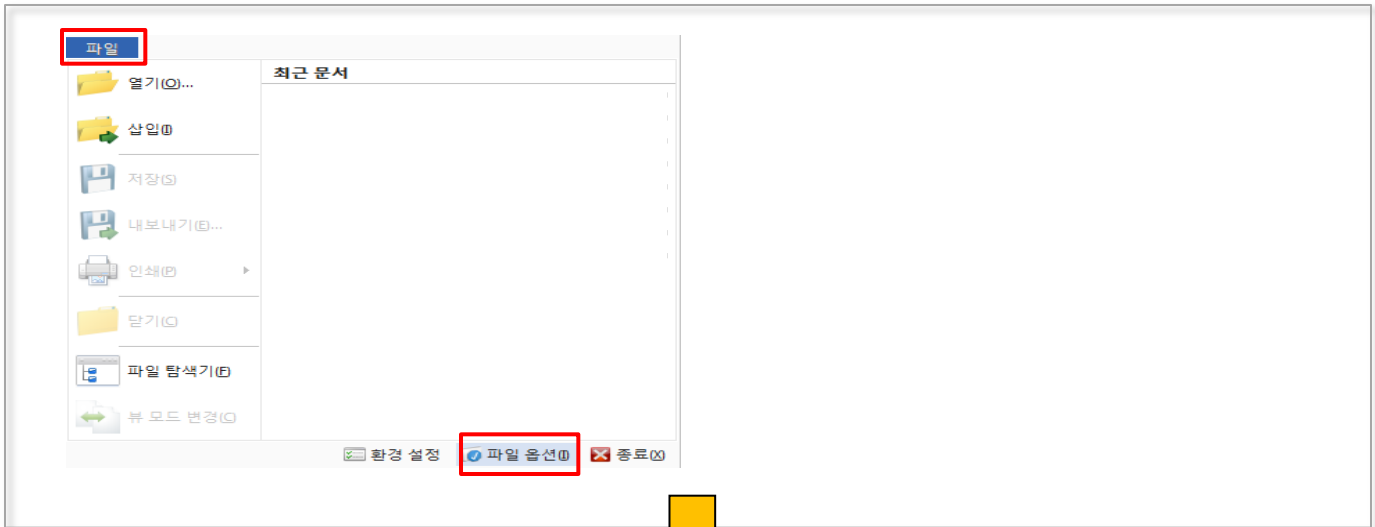 파일
최근 문서
열기(O)...
삽입(I)
저장(S)
내보내기(E)...
인쇄(P)
닫기(C)
파일 탐색기(F)
뷰 모드 변경(C)
환경 설정 파일 옵션(I) 종료(X)